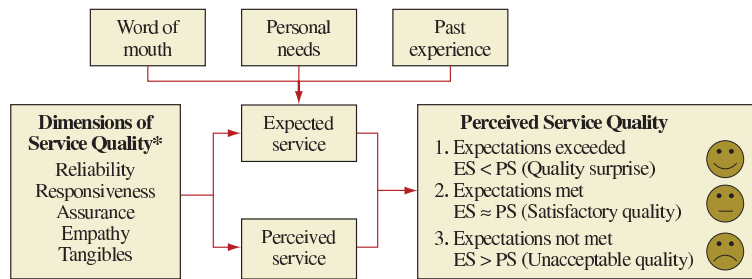 Word of
mouth
Personal
needs
Past
experience
Dimensions of
Service Quality*
Reliability
Responsiveness
Assurance
Empathy
Tangibles
Expected
service
Perceived
service
Perceived Service Quality
1. Expectations exceeded
ES < PS (Quality surprise)
2. Expectations met
ES ≈ PS (Satisfactory quality)
3. Expectations not met
ES > PS (Unacceptable quality)